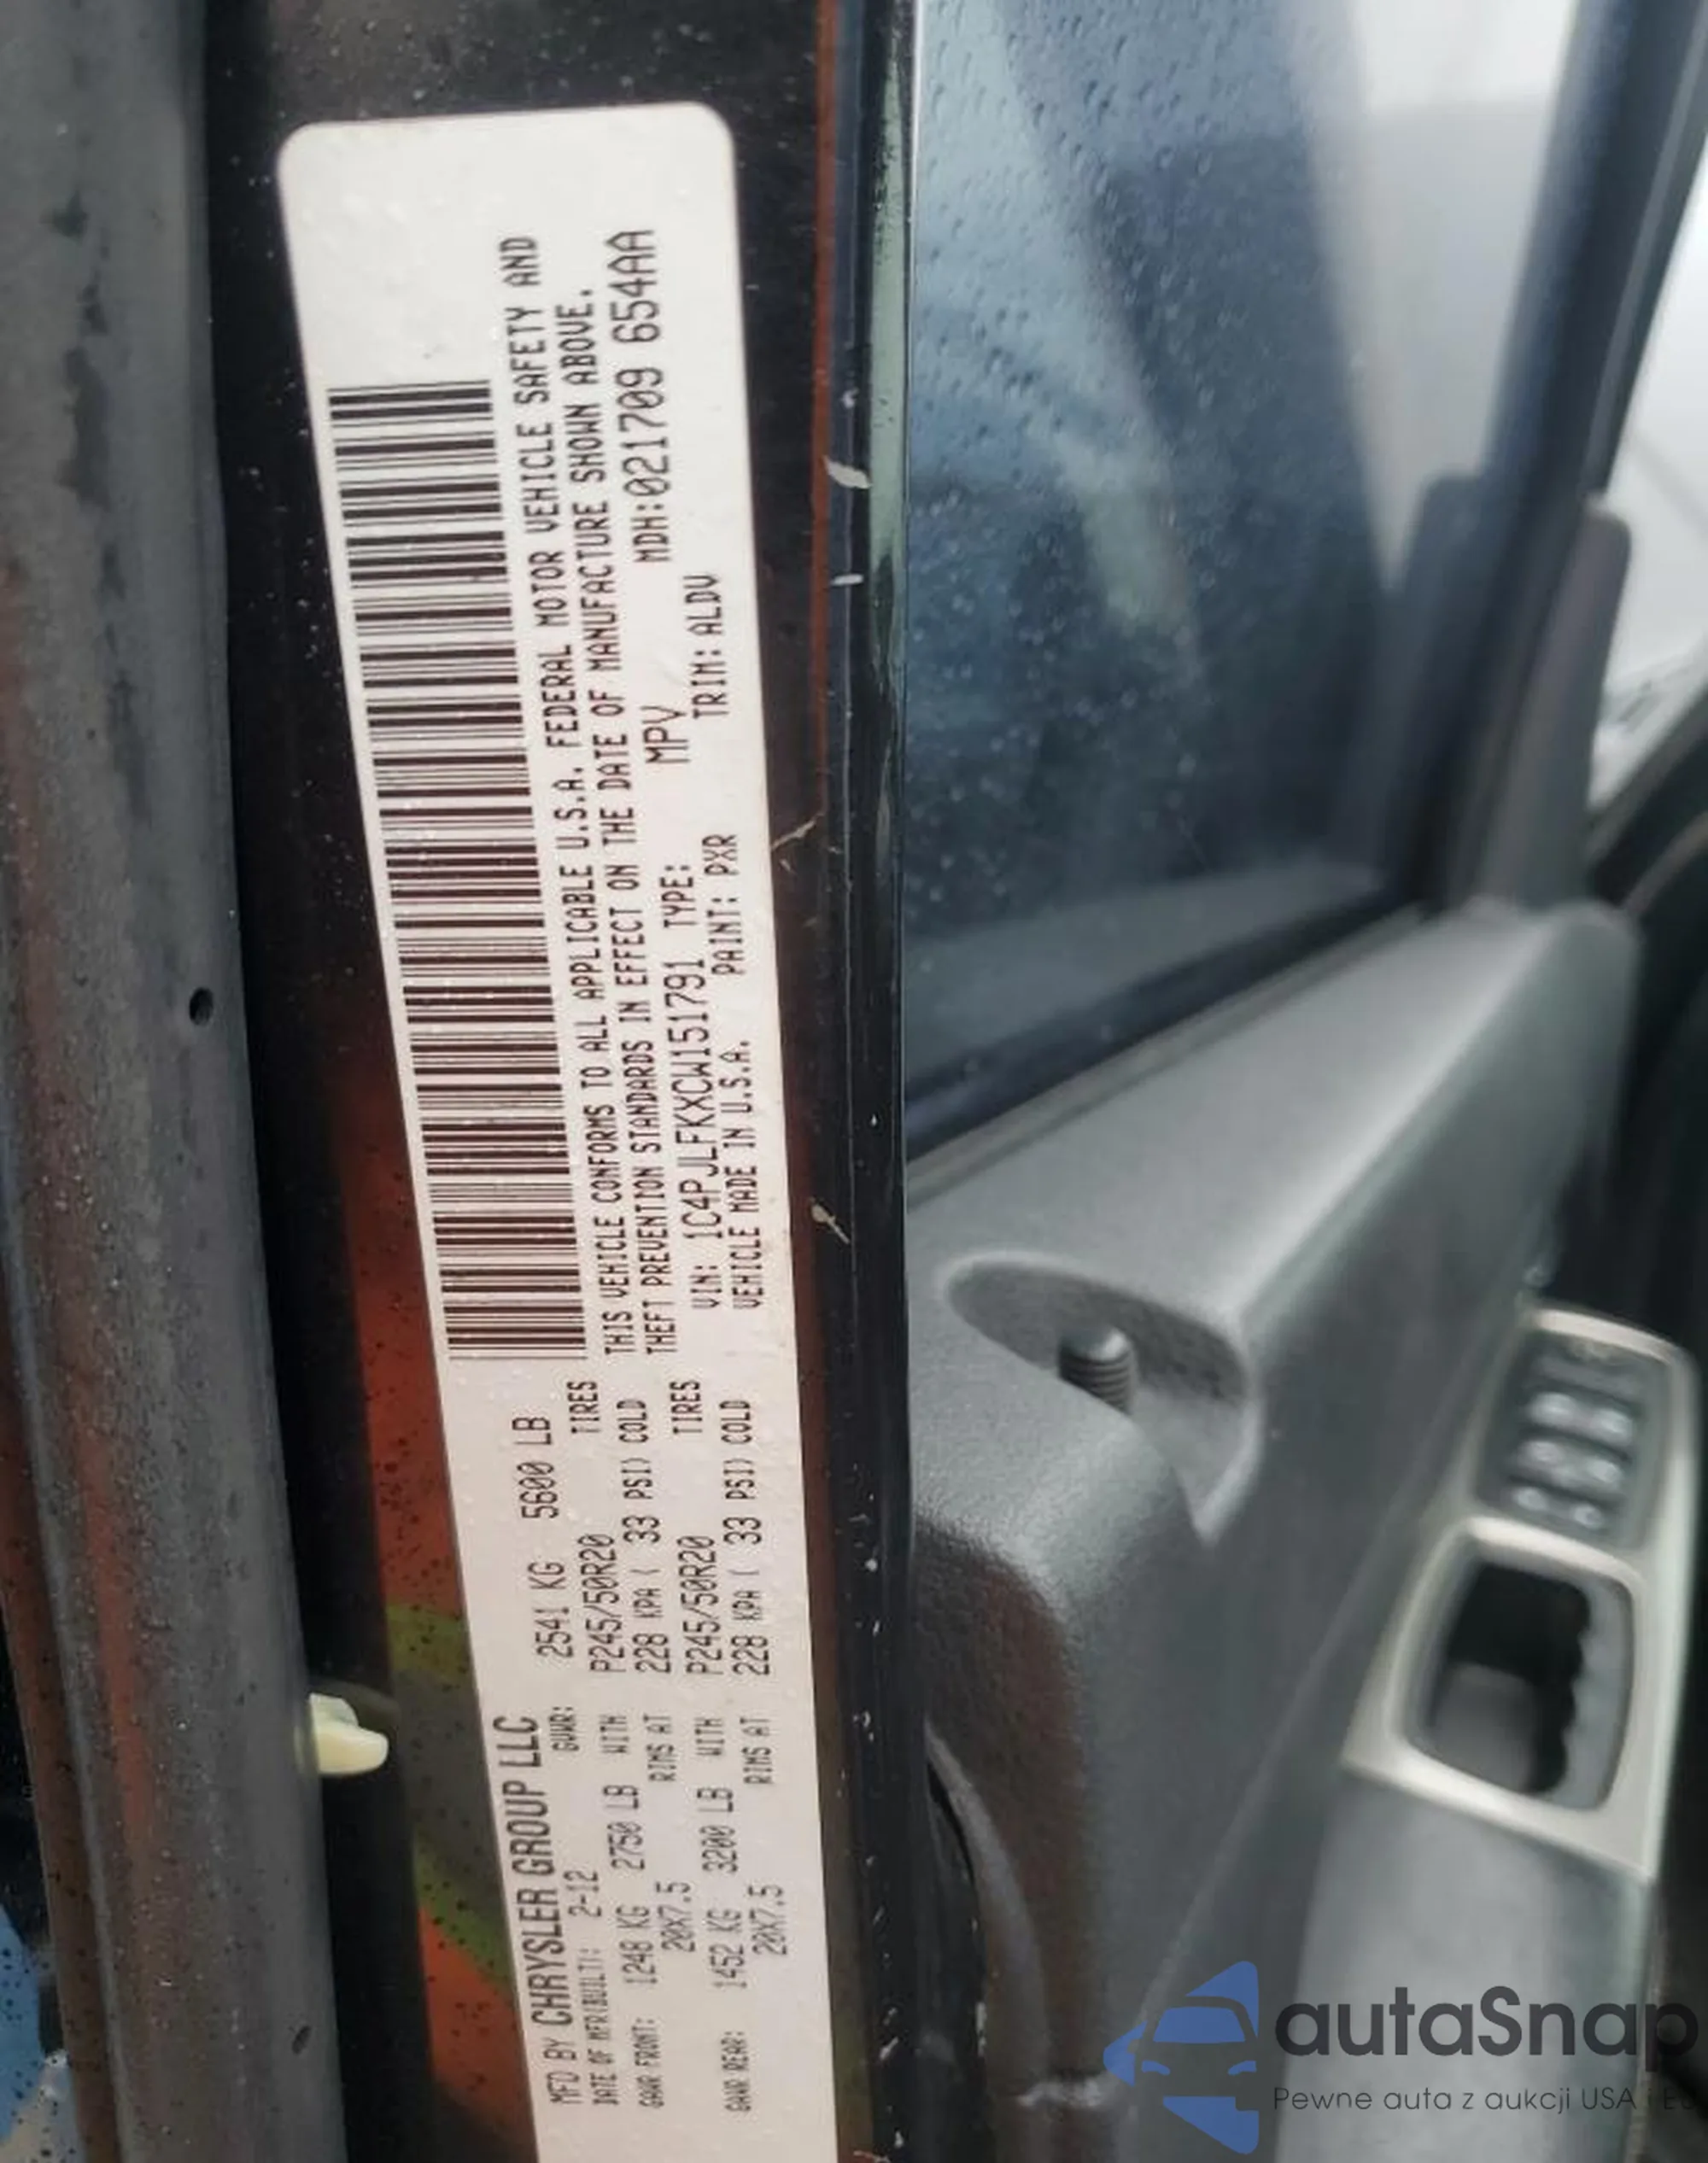 MFD BY CHRYSLER GROUP LLC
DATE OF MFR(BUILT): 2-12 GVWR: 2541 KG 5600 LB
GAWR FRONT: 1248 KG 2750 LB WITH P245/50R20 TIRES
20X7.5 RIMS AT 228 KPA ( 33 PSI) COLD
GAWR REAR: 1452 KG 3200 LB WITH P245/50R20 TIRES
20X7.5 RIMS AT 228 KPA ( 33 PSI) COLD
THIS VEHICLE CONFORMS TO ALL APPLICABLE U.S.A. FEDERAL MOTOR VEHICLE SAFETY AND
THEFT PREVENTION STANDARDS IN EFFECT ON THE DATE OF MANUFACTURE SHOWN ABOVE.
VIN: 1C4PJLFKXCW151791 TYPE: MPV MDH:021709 654AA
VEHICLE MADE IN U.S.A. PAINT: PXR TRIM: ALDV
autaSnap
Pewne auta z aukcji USA i EU